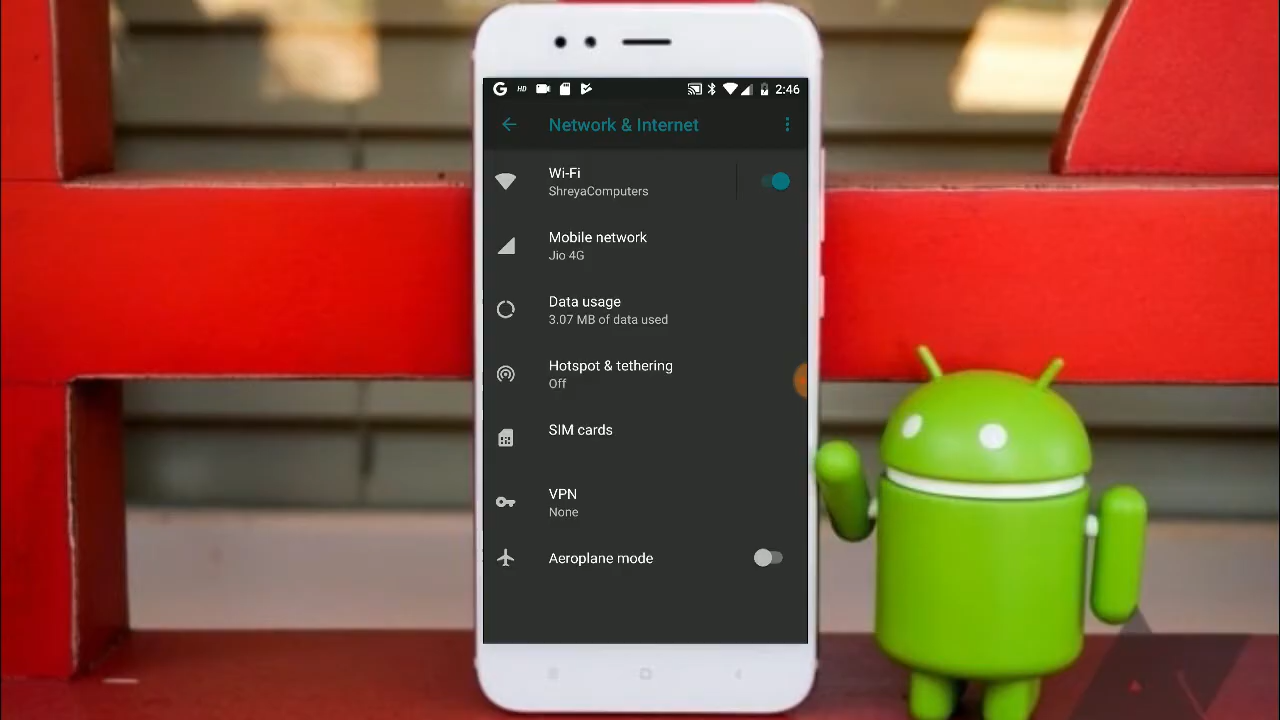 G HD 2:46
Network & Internet
Wi-Fi
ShreyaComputers
Mobile network
Jio 4G
Data usage
3.07 MB of data used
Hotspot & tethering
Off
SIM cards
VPN
None
Aeroplane mode